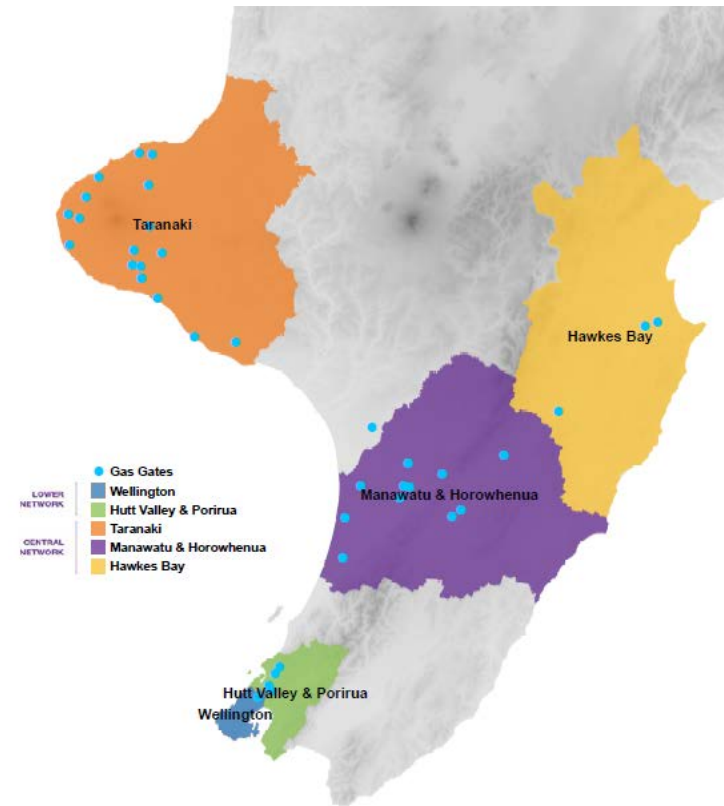 Taranaki
Hawkes Bay
Manawatu & Horowhenua
Hutt Valley & Porirua
Wellington
Gas Gates
LOWER
NETWORK
Wellington
Hutt Valley & Porirua
CENTRAL
NETWORK
Taranaki
Manawatu & Horowhenua
Hawkes Bay